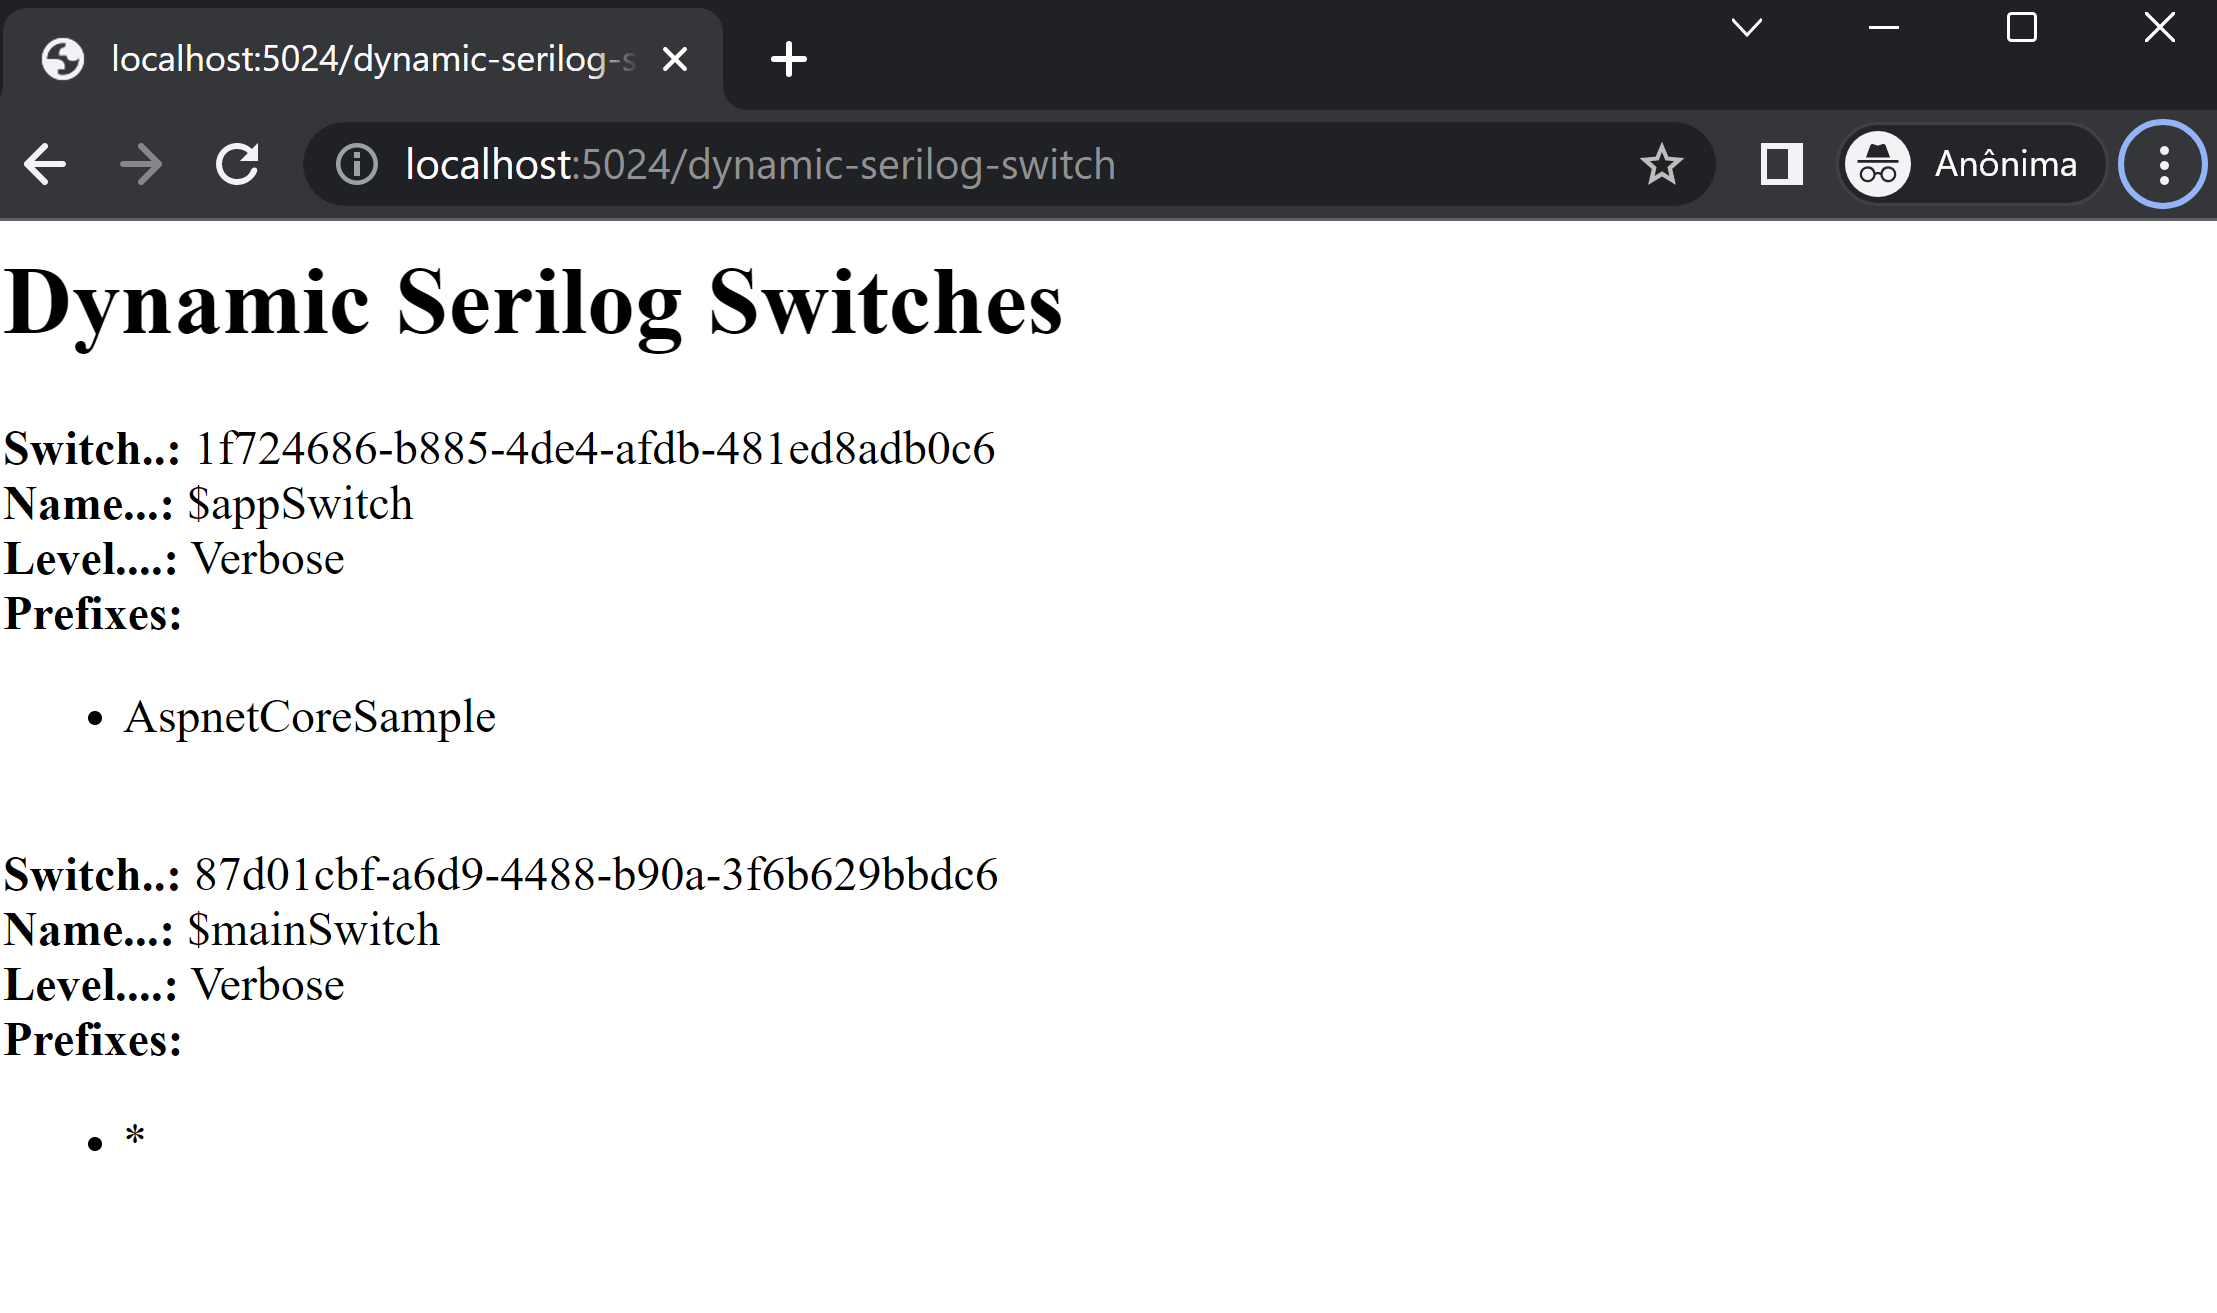 localhost:5024/dynamic-serilog-s
localhost:5024/dynamic-serilog-switch
Anônima
Dynamic Serilog Switches
Switch..: 1f724686-b885-4de4-afdb-481ed8adb0c6
Name...: $appSwitch
Level....: Verbose
Prefixes:
• AspnetCoreSample
Switch..: 87d01cbf-a6d9-4488-b90a-3f6b629bbdc6
Name...: $mainSwitch
Level....: Verbose
Prefixes:
• *